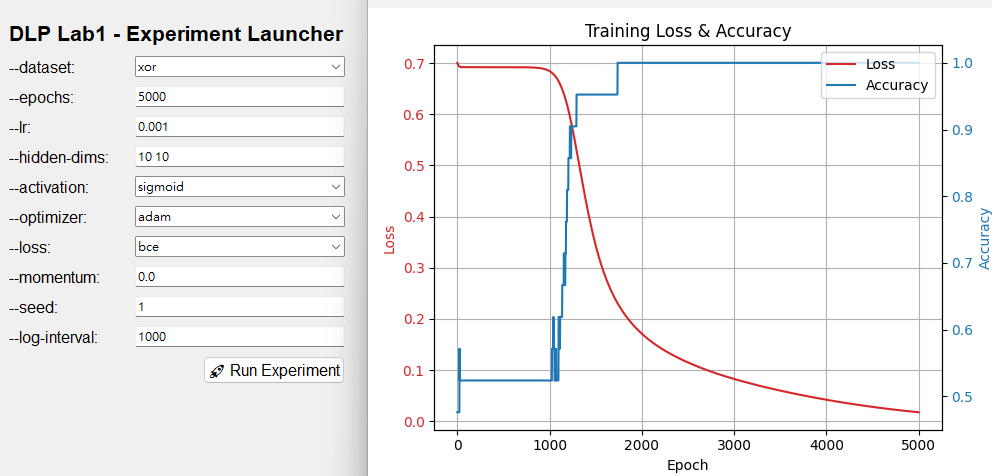 DLP Lab1 - Experiment Launcher
--dataset: xor
--epochs: 5000
--lr: 0.001
--hidden-dims: 10 10
--activation: sigmoid
--optimizer: adam
--loss: bce
--momentum: 0.0
--seed: 1
--log-interval: 1000
🚀 Run Experiment
Training Loss & Accuracy
Loss
Accuracy
0.7
0.6
0.5
0.4
0.3
0.2
0.1
0.0
Loss
1.0
0.9
0.8
0.7
0.6
0.5
Accuracy
0 1000 2000 3000 4000 5000
Epoch